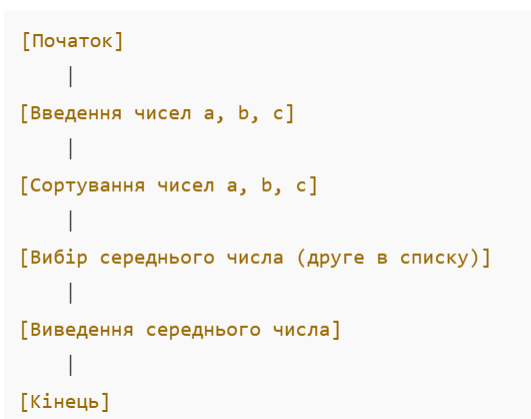 [Початок]
|
[Введення чисел a, b, c]
|
[Сортування чисел a, b, c]
|
[Вибір середнього числа (друге в списку)]
|
[Виведення середнього числа]
|
[Кінець]